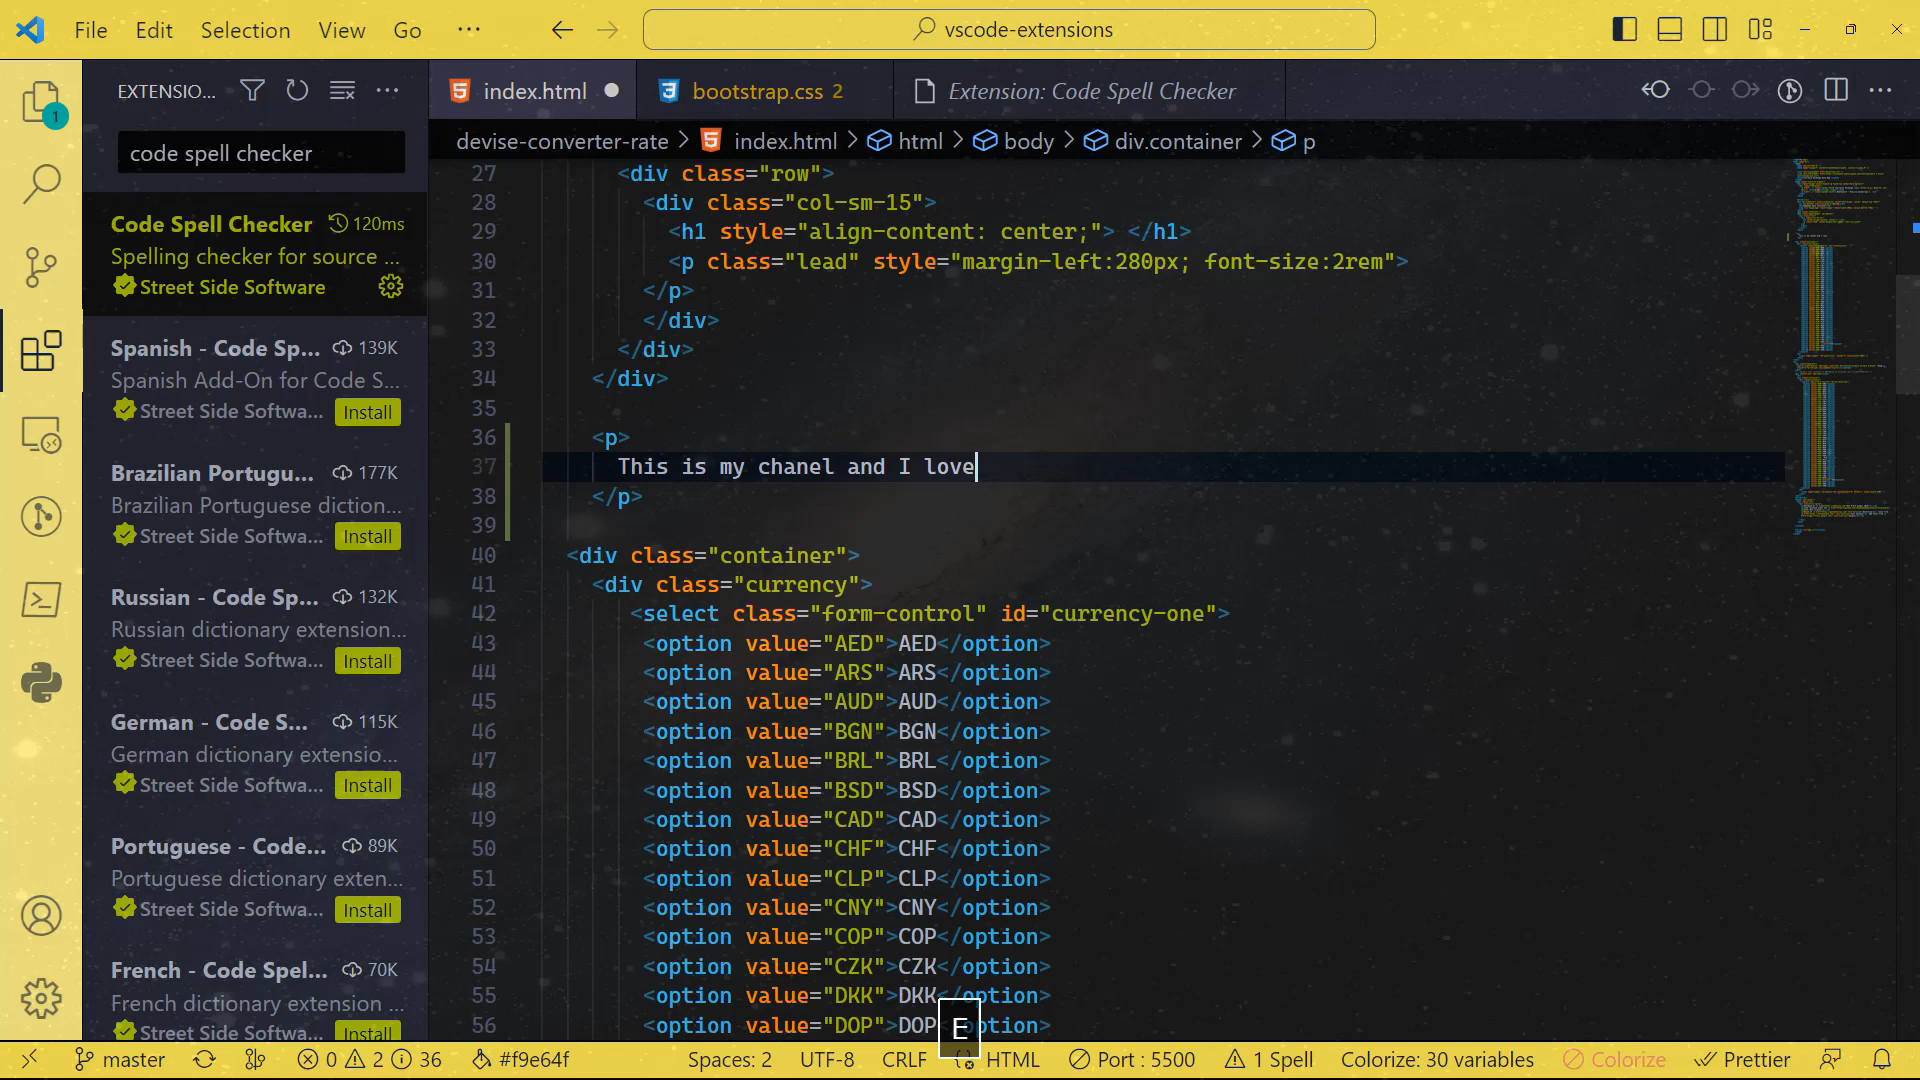 File Edit Selection View Go ··· vscode-extensions
EXTENSIO... ···
1
code spell checker
Code Spell Checker 120ms
Spelling checker for source ...
Street Side Software
Spanish - Code Sp... 139K
Spanish Add-On for Code S...
Street Side Softwa... Install
Brazilian Portugu... 177K
Brazilian Portuguese diction...
Street Side Softwa... Install
Russian - Code Sp... 132K
Russian dictionary extension...
Street Side Softwa... Install
German - Code S... 115K
German dictionary extensio...
Street Side Softwa... Install
Portuguese - Code... 89K
Portuguese dictionary exten...
Street Side Softwa... Install
French - Code Spel... 70K
French dictionary extension ...
Street Side Softwa... Install
index.html bootstrap.css 2 Extension: Code Spell Checker ···
devise-converter-rate > index.html > html > body > div.container > p
27 <div class="row">
28 <div class="col-sm-15">
29 <h1 style="align-content: center;"> </h1>
30 <p class="lead" style="margin-left:280px; font-size:2rem">
31 </p>
32 </div>
33 </div>
34 </div>
35
36 <p>
37 This is my chanel and I love
38 </p>
39
40 <div class="container">
41 <div class="currency">
42 <select class="form-control" id="currency-one">
43 <option value="AED">AED</option>
44 <option value="ARS">ARS</option>
45 <option value="AUD">AUD</option>
46 <option value="BGN">BGN</option>
47 <option value="BRL">BRL</option>
48 <option value="BSD">BSD</option>
49 <option value="CAD">CAD</option>
50 <option value="CHF">CHF</option>
51 <option value="CLP">CLP</option>
52 <option value="CNY">CNY</option>
53 <option value="COP">COP</option>
54 <option value="CZK">CZK</option>
55 <option value="DKK">DKK</option>
56 <option value="DOP">DOP option>
E
master 0 2 36 #f9e64f Spaces: 2 UTF-8 CRLF HTML Port : 5500 1 Spell Colorize: 30 variables Colorize Prettier